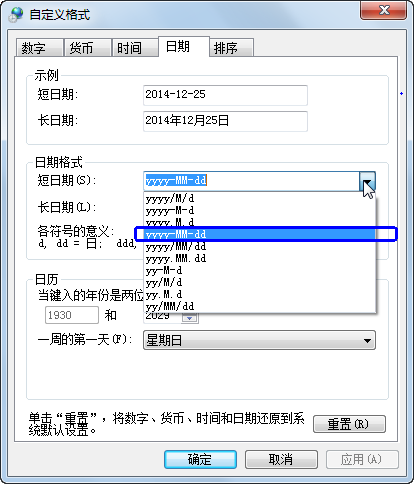 自定义格式
数字 货币 时间 日期 排序
示例
短日期: 2014-12-25
长日期: 2014年12月25日
日期格式
短日期(S): yyyy-MM-dd
yyyy/M/d
yyyy-M-d
yyyy.M.d
yyyy-MM-dd
yyyy/MM/dd
yyyy.MM.dd
yy-M-d
yy/M/d
yy.M.d
yy/MM/dd
长日期(L):
各符号的意义:
d, dd = 日; ddd,
日历
当键入的年份是两位
1930 和 2029
一周的第一天(F): 星期日
单击“重置”，将数字、货币、时间和日期还原到系
统默认设置。
重置(R)
确定 取消 应用(A)